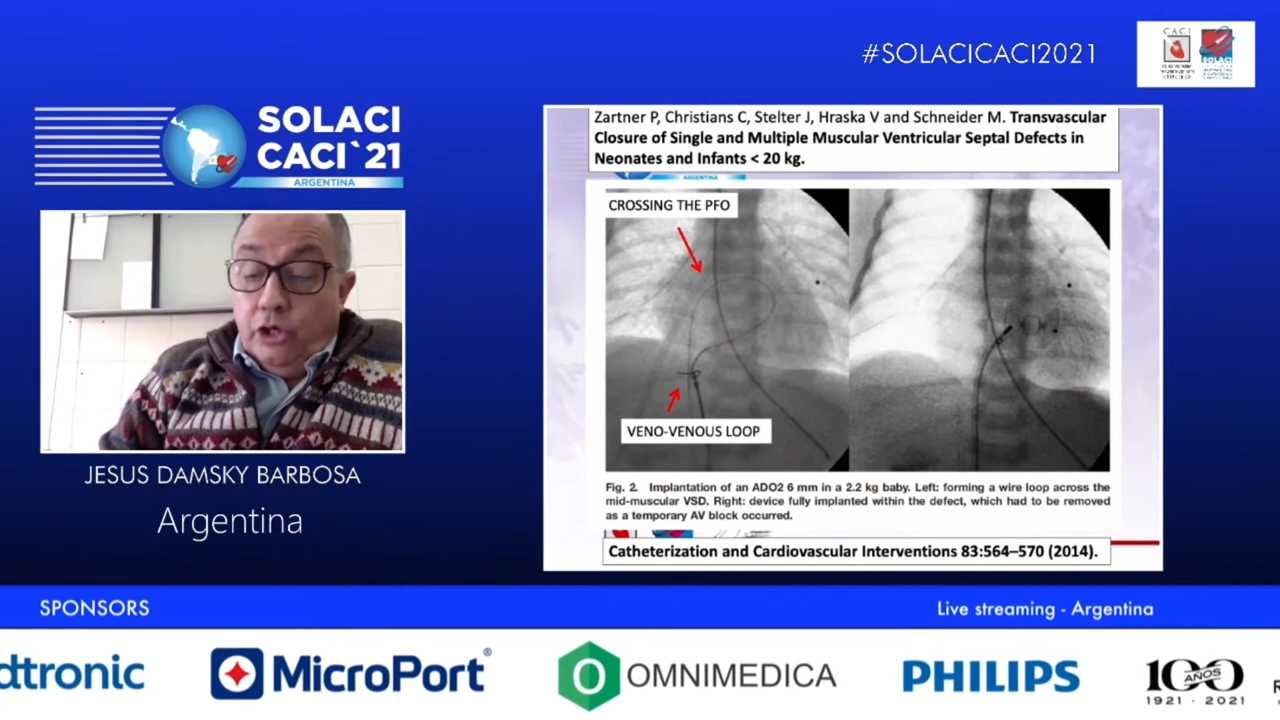 #SOLACICACI2021
C.A.C.I
SOLACI
SOLACI
CACI`21
ARGENTINA
JESUS DAMSKY BARBOSA
Argentina
Zartner P, Christians C, Stelter J, Hraska V and Schneider M. Transvascular
Closure of Single and Multiple Muscular Ventricular Septal Defects in
Neonates and Infants < 20 kg.
ARGENTINA
CROSSING THE PFO
VENO-VENOUS LOOP
Fig. 2. Implantation of an ADO2 6 mm in a 2.2 kg baby. Left: forming a wire loop across the
mid-muscular VSD. Right: device fully implanted within the defect, which had to be removed
as a temporary AV block occurred.
Catheterization and Cardiovascular Interventions 83:564–570 (2014).
SPONSORS
Live streaming - Argentina
dtronic
MicroPort®
OMNIMEDICA
PHILIPS
100
AÑOS
1921 · 2021